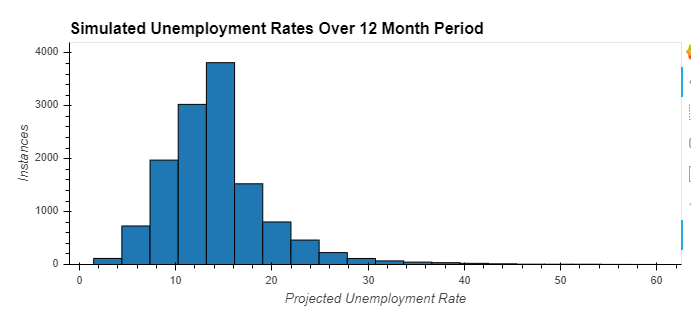 Simulated Unemployment Rates Over 12 Month Period
Instances
4000
3000
2000
1000
0
0 10 20 30 40 50 60
Projected Unemployment Rate